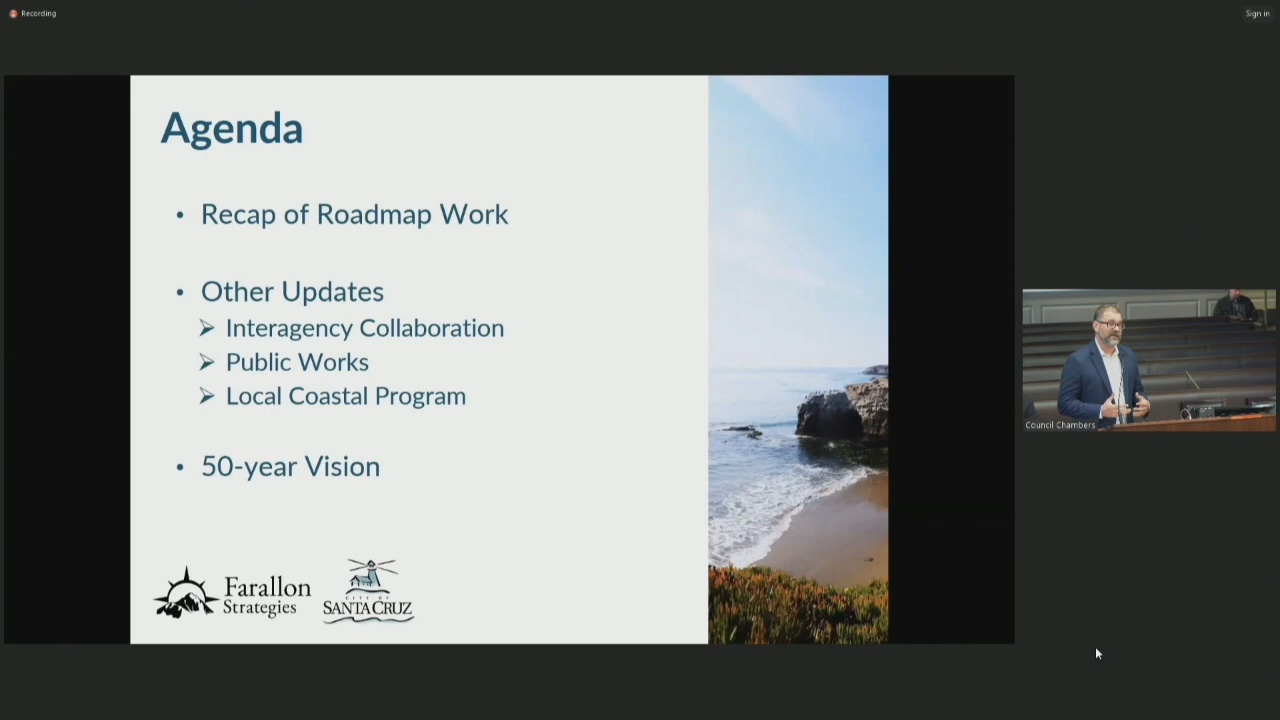 Recording
Sign in
Agenda
• Recap of Roadmap Work
• Other Updates
➢ Interagency Collaboration
➢ Public Works
➢ Local Coastal Program
• 50-year Vision
Farallon
Strategies
CITY OF
SANTA CRUZ
Council Chambers